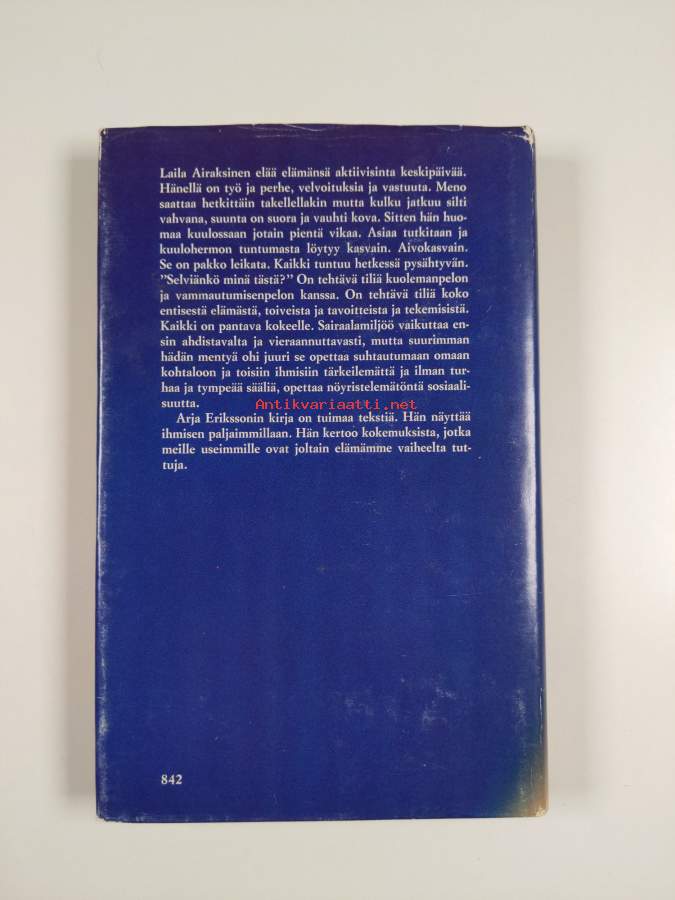 Laila Airaksinen elää elämänsä aktiivisinta keskipäivää.
Hänellä on työ ja perhe, velvoituksia ja vastuuta. Meno
saattaa hetkittäin takellellakin mutta kulku jatkuu silti
vahvana, suunta on suora ja vauhti kova. Sitten hän huo-
maa kuulossaan jotain pientä vikaa. Asiaa tutkitaan ja
kuulohermon tuntumasta löytyy kasvain. Aivokasvain.
Se on pakko leikata. Kaikki tuntuu hetkessä pysähtyvän.
”Selviänkö minä tästä?” On tehtävä tiliä kuolemanpelon
ja vammautumisenpelon kanssa. On tehtävä tiliä koko
entisestä elämästä, toiveista ja tavoitteista ja tekemisistä.
Kaikki on pantava kokeelle. Sairaalamiljöö vaikuttaa en-
sin ahdistavalta ja vieraannuttavasti, mutta suurimman
hädän mentyä ohi juuri se opettaa suhtautumaan omaan
kohtaloon ja toisiin ihmisiin tärkeilemättä ja ilman tur-
haa ja tympeää sääliä, opettaa nöyristelemätöntä sosiaali-
suutta.
Antikvariaatti.net
Arja Erikssonin kirja on tuimaa tekstiä. Hän näyttää
ihmisen paljaimmillaan. Hän kertoo kokemuksista, jotka
meille useimmille ovat joltain elämämme vaiheelta tut-
tuja.
842